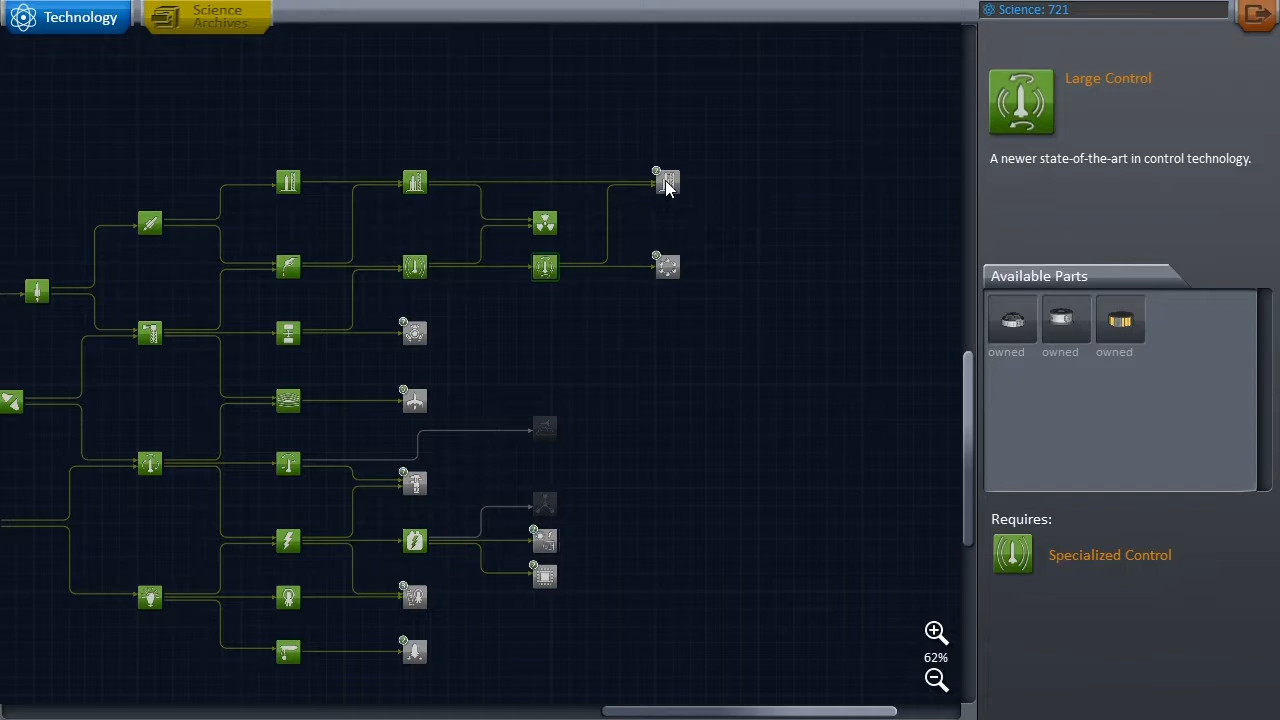 Technology
Science
Archives
Science: 721
Large Control
A newer state-of-the-art in control technology.
Available Parts
owned owned owned
Requires:
Specialized Control
62%